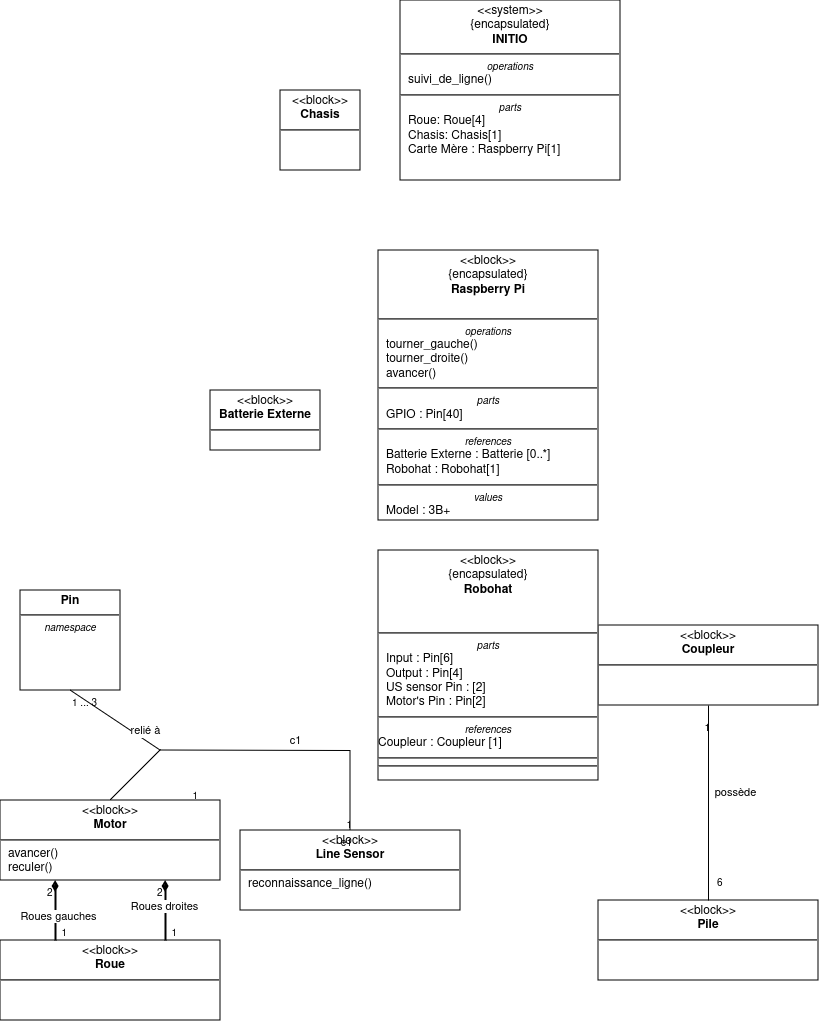 <<system>>
{encapsulated}
INITIO
operations
suivi_de_ligne()
parts
Roue: Roue[4]
Chasis: Chasis[1]
Carte Mère : Raspberry Pi[1]
<<block>>
Chasis
<<block>>
{encapsulated}
Raspberry Pi
operations
tourner_gauche()
tourner_droite()
avancer()
parts
GPIO : Pin[40]
references
Batterie Externe : Batterie [0..*]
Robohat : Robohat[1]
values
Model : 3B+
<<block>>
Batterie Externe
<<block>>
{encapsulated}
Robohat
parts
Input : Pin[6]
Output : Pin[4]
US sensor Pin : [2]
Motor's Pin : Pin[2]
references
Coupleur : Coupleur [1]
<<block>>
Coupleur
1
possède
6
<<block>>
Pile
Pin
namespace
1 ... 3
relié à
c1
1
1
<<block>>
Motor
avancer()
reculer()
<<block>>
Line Sensor
reconnaissance_ligne()
2
2
Roues gauches
Roues droites
1
1
<<block>>
Roue